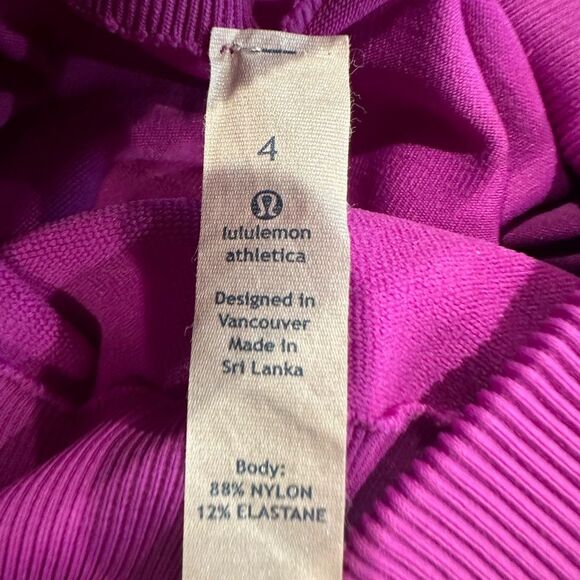 4
lululemon
athletica
Designed in
Vancouver
Made in
Sri Lanka
Body:
88% NYLON
12% ELASTANE